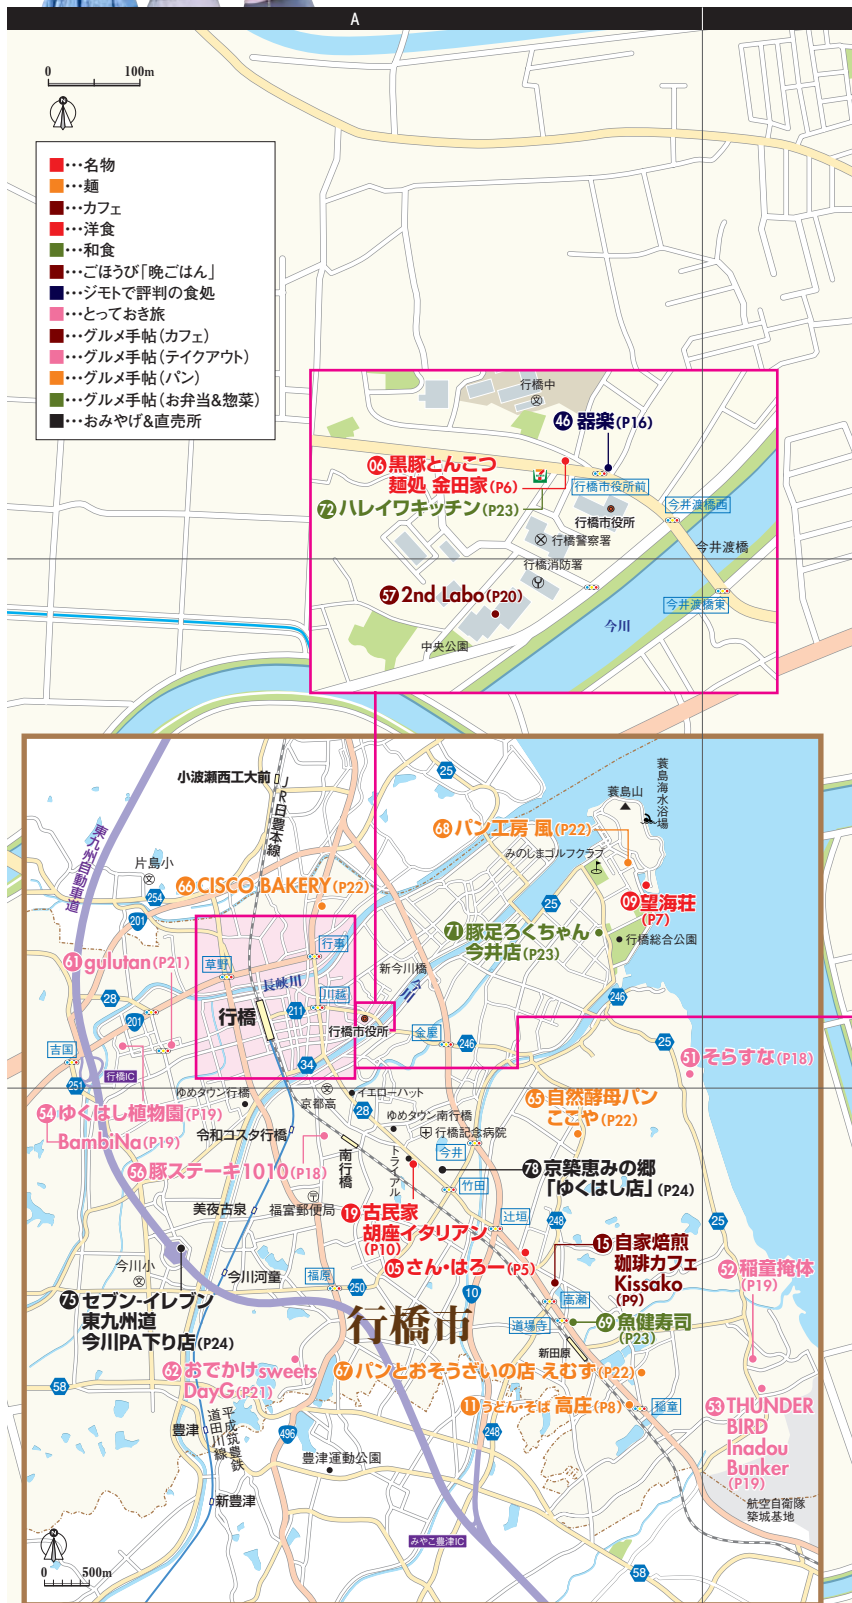 A
0 100m
N
■…名物
■…麺
■…カフェ
■…洋食
■…和食
■…ごほうび「晩ごはん」
■…ジモトで評判の食処
■…とっておき旅
■…グルメ手帖(カフェ)
■…グルメ手帖(テイクアウト)
■…グルメ手帖(パン)
■…グルメ手帖(お弁当&惣菜)
■…おみやげ&直売所
行橋中
46 器楽(P16)
06 黒豚とんこつ
麺処 金田家(P6)
7
行橋市役所前
72 ハレイワキッチン(P23)
行橋市役所
今井渡橋西
行橋警察署
今井渡橋
行橋消防署
57 2nd Labo(P20)
今井渡橋東
今川
中央公園
小波瀬西工大前
JR日豊本線
25
蓑島山
蓑島海水浴場
東九州自動車道
68 パン工房 風(P22)
みのしまゴルフクラブ
片島小
66 CISCO BAKERY(P22)
254
201
25
09 望海荘
(P7)
71 豚足ろくちゃん
今井店(P23)
行橋総合公園
行事
61 gulutan(P21)
草野
新今川橋
長峡川
今川
28
川越
211
246
201
行橋
行橋市役所
金屋
246
吉国
34
25
51 そらすな(P18)
行橋IC
251
ゆめタウン行橋
京都高
イエローハット
28
65 自然酵母パン
ここや(P22)
54 ゆくはし植物園(P19)
BambiNa(P19)
ゆめタウン南行橋
令和コスタ行橋
行橋記念病院
56 豚ステーキ1010(P18)
南行橋
トライアル
今井
78 京築恵みの郷
「ゆくはし店」(P24)
竹田
美夜古泉
福富郵便局
19 古民家
胡座イタリアン
(P10)
辻垣
248
25
15 自家焙煎
珈琲カフェ
Kissako
(P9)
今川小
今川河童
05 さん・はろー(P5)
52 稲童掩体
(P19)
福原
250
10
高瀬
75 セブン-イレブン
東九州道
今川PA下り店(P24)
行橋市
道場寺
69 魚健寿司
(P23)
新田原
62 おでかけsweets
DayG(P21)
67 パンとおそうざいの店 えむず(P22)
58
11 うどん・そば 高庄(P8)
稲童
53 THUNDER
BIRD
Inadou
Bunker
(P19)
豊津
平成筑豊鉄道田川線
496
248
豊津運動公園
新豊津
航空自衛隊
築城基地
みやこ豊津IC
N
0 500m
58